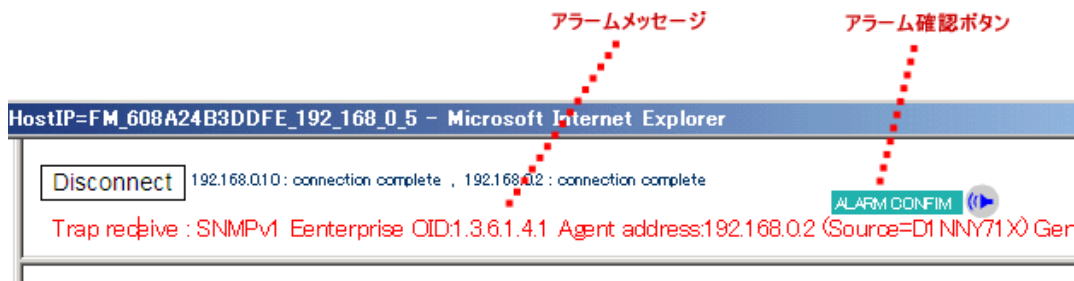 アラームメッセージ アラーム確認ボタン
HostIP=FM_608A24B3DDFE_192_168_0_5 - Microsoft Internet Explorer
Disconnect 192.168.0.10 : connection complete , 192.168.0.2 : connection complete
ALARM CONFIM
Trap receive : SNMPv1 Eenterprise OID:1.3.6.1.4.1 Agent address:192.168.0.2 (Source=D1NNY71X) Gen